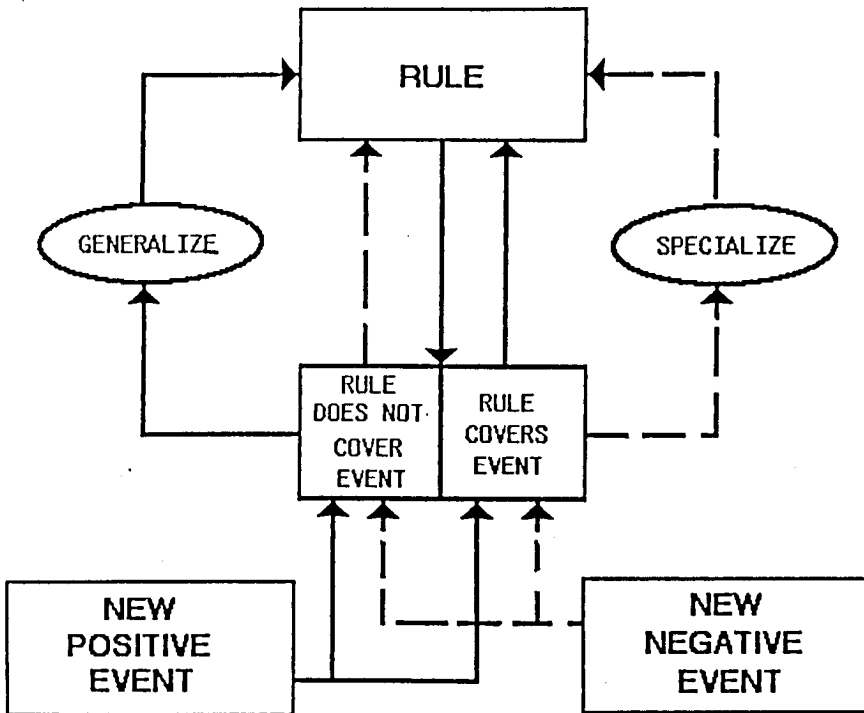 RULE
GENERALIZE
SPECIALIZE
RULE
DOES NOT
COVER
EVENT
RULE
COVERS
EVENT
NEW
POSITIVE
EVENT
NEW
NEGATIVE
EVENT